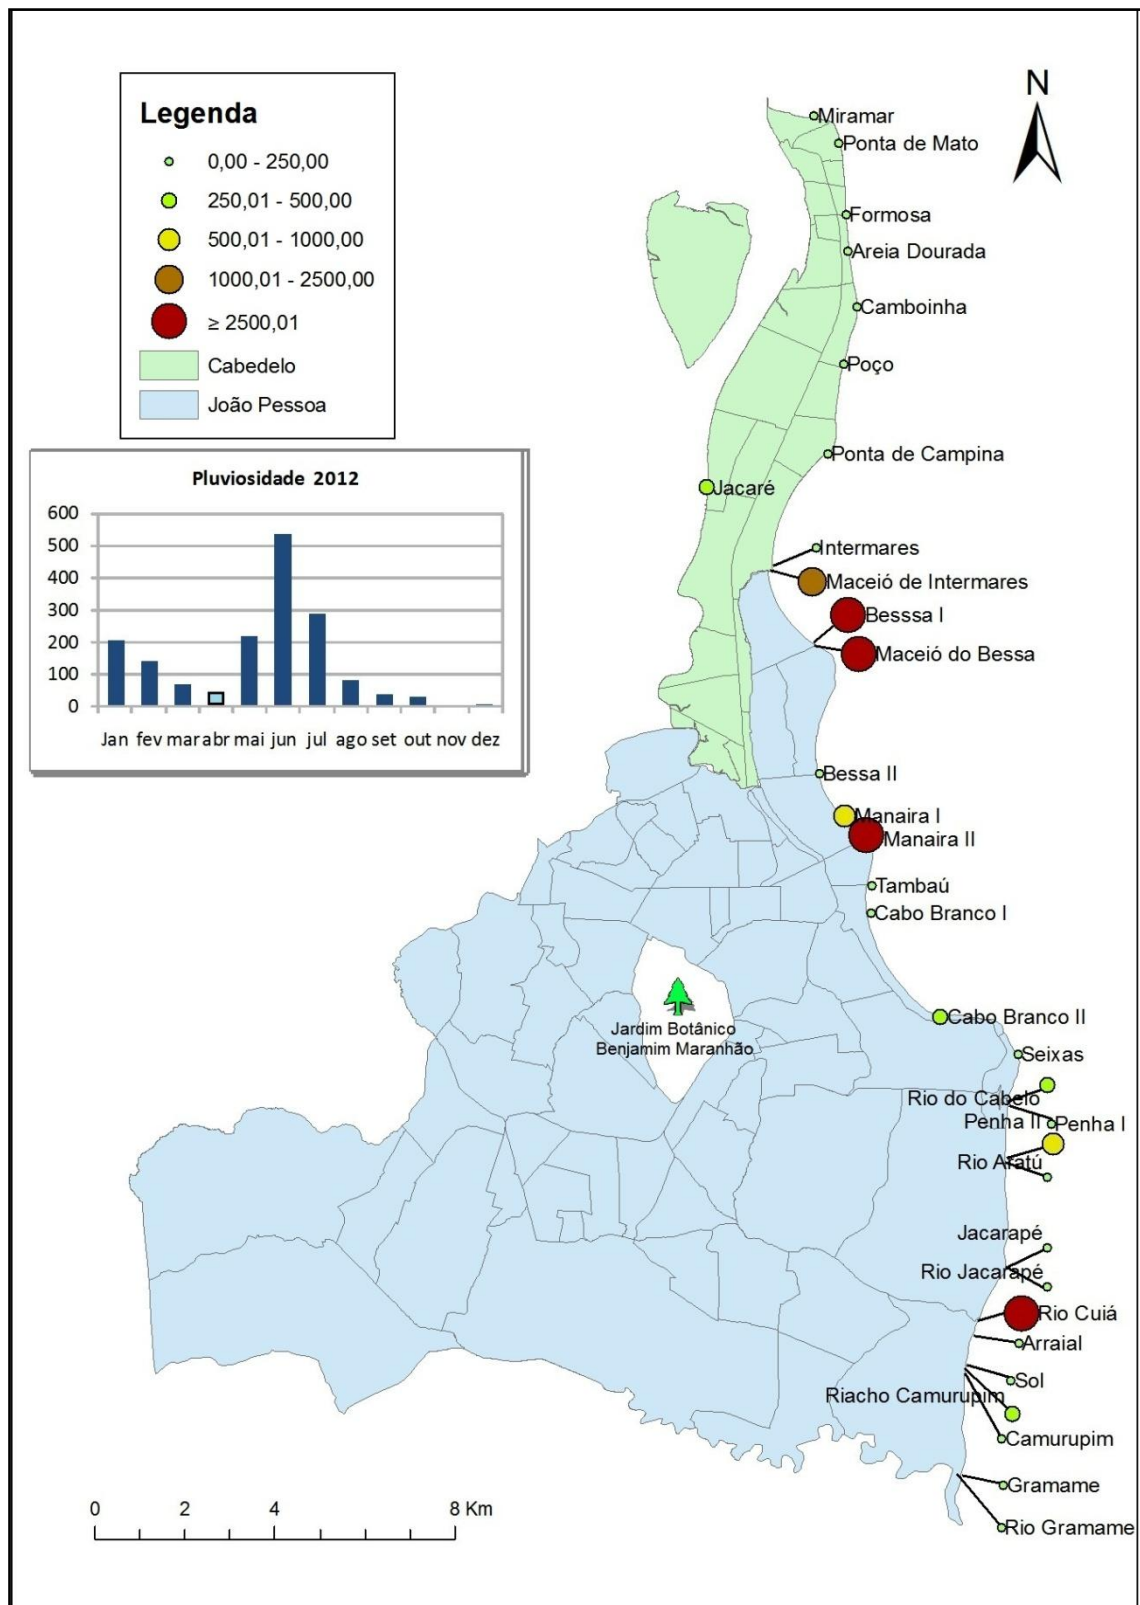 Legenda
0,00 - 250,00
250,01 - 500,00
500,01 - 1000,00
1000,01 - 2500,00
≥ 2500,01
Cabedelo
João Pessoa
N
Miramar
Ponta de Mato
Formosa
Areia Dourada
Camboinha
Poço
Ponta de Campina
Jacaré
Intermares
Maceió de Intermares
Besssa I
Maceió do Bessa
Bessa II
Manaira I
Manaira II
Tambaú
Cabo Branco I
Cabo Branco II
Seixas
Rio do Cabelo
Penha II
Penha I
Rio Aratú
Jacarapé
Rio Jacarapé
Rio Cuiá
Arraial
Sol
Riacho Camurupim
Camurupim
Gramame
Rio Gramame
Jardim Botânico
Benjamim Maranhão
Pluviosidade 2012
600
500
400
300
200
100
0
Jan fev mar abr mai jun jul ago set out nov dez
0 2 4 8 Km